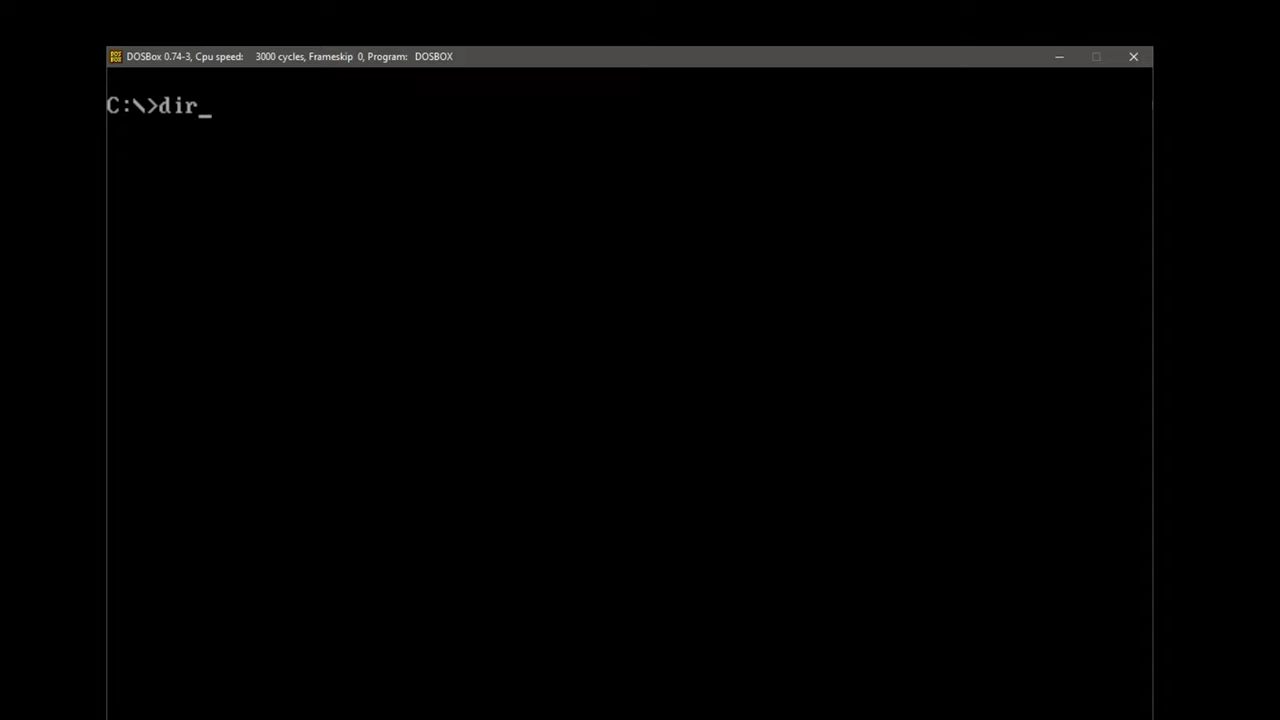 DOSBox 0.74-3, Cpu speed: 3000 cycles, Frameskip 0, Program: DOSBOX
C:\>dir_